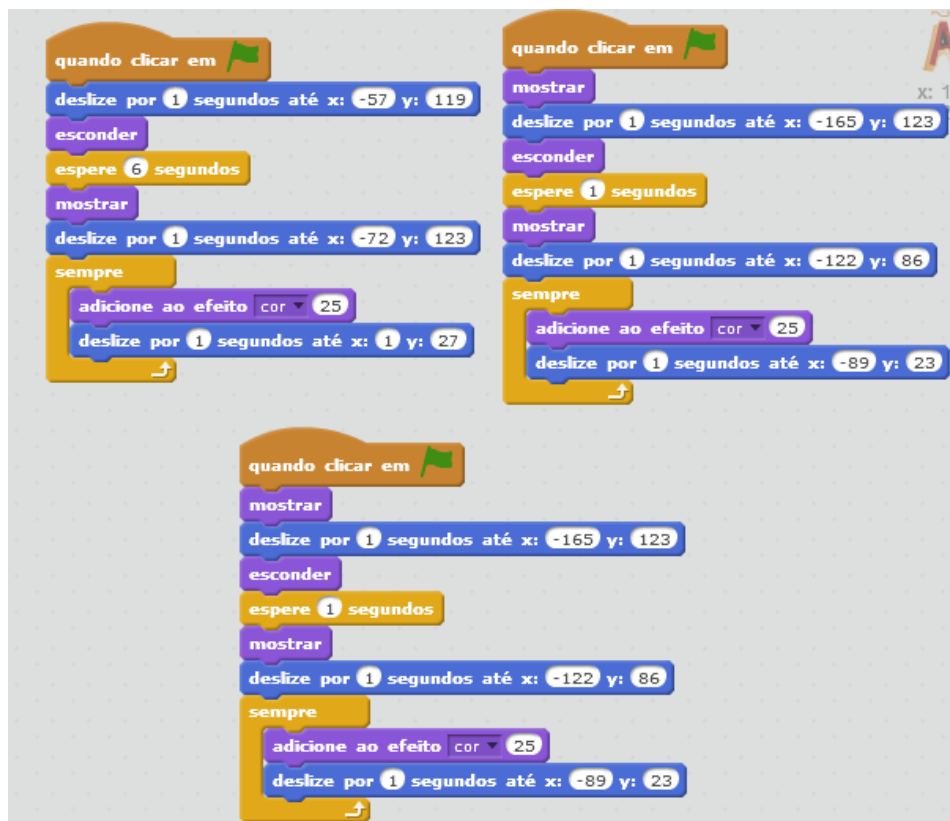 quando clicar em
deslize por 1 segundos até x: -57 y: 119
esconder
espere 6 segundos
mostrar
deslize por 1 segundos até x: -72 y: 123
sempre
adicione ao efeito cor 25
deslize por 1 segundos até x: 1 y: 27
quando clicar em
mostrar
deslize por 1 segundos até x: -165 y: 123
esconder
espere 1 segundos
mostrar
deslize por 1 segundos até x: -122 y: 86
sempre
adicione ao efeito cor 25
deslize por 1 segundos até x: -89 y: 23
A
x: 1
quando clicar em
mostrar
deslize por 1 segundos até x: -165 y: 123
esconder
espere 1 segundos
mostrar
deslize por 1 segundos até x: -122 y: 86
sempre
adicione ao efeito cor 25
deslize por 1 segundos até x: -89 y: 23